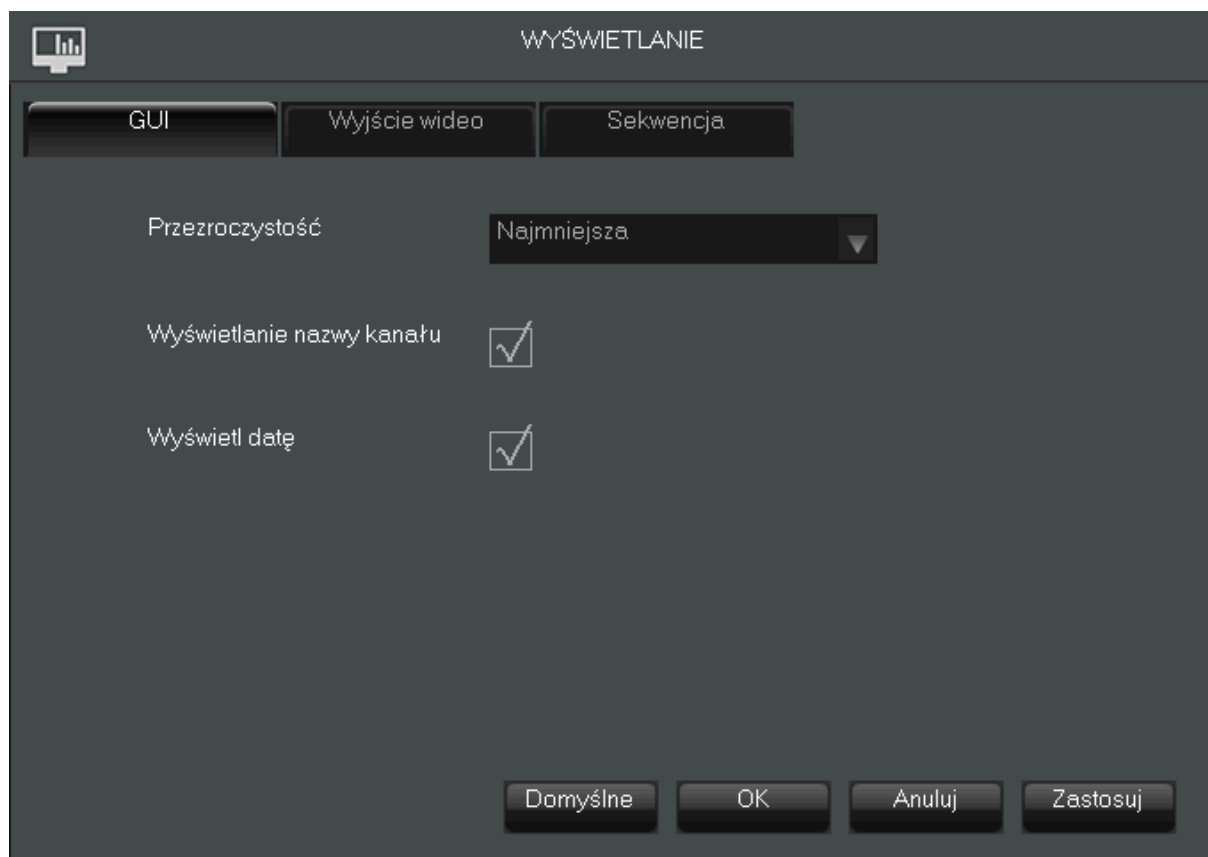 WYŚWIETLANIE
GUI
Wyjście wideo
Sekwencja
Przezroczystość
Najmniejsza
Wyświetlanie nazwy kanału
Wyświetl datę
Domyślne
OK
Anuluj
Zastosuj